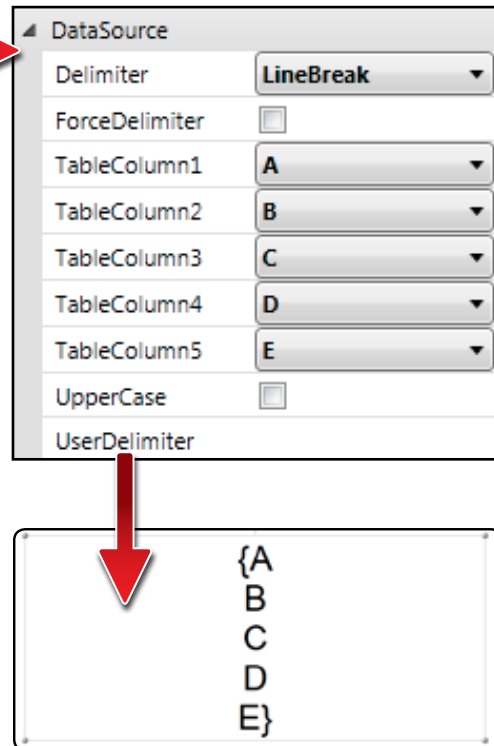 DataSource
Delimiter LineBreak
ForceDelimiter
TableColumn1 A
TableColumn2 B
TableColumn3 C
TableColumn4 D
TableColumn5 E
UpperCase
UserDelimiter
{A
B
C
D
E}